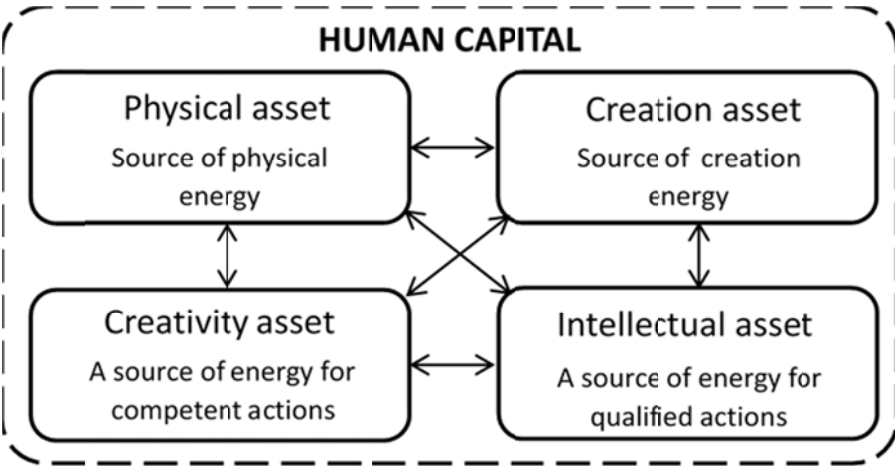 HUMAN CAPITAL
Physical asset
Source of physical
energy
Creation asset
Source of creation
energy
Creativity asset
A source of energy for
competent actions
Intellectual asset
A source of energy for
qualified actions